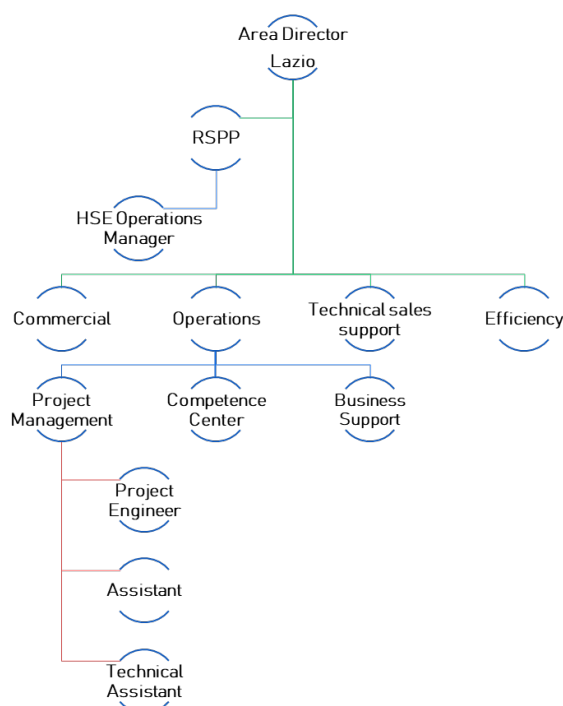 Area Director
Lazio
RSPP
HSE Operations
Manager
Commercial
Operations
Technical sales
support
Efficiency
Project
Management
Competence
Center
Business
Support
Project
Engineer
Assistant
Technical
Assistant